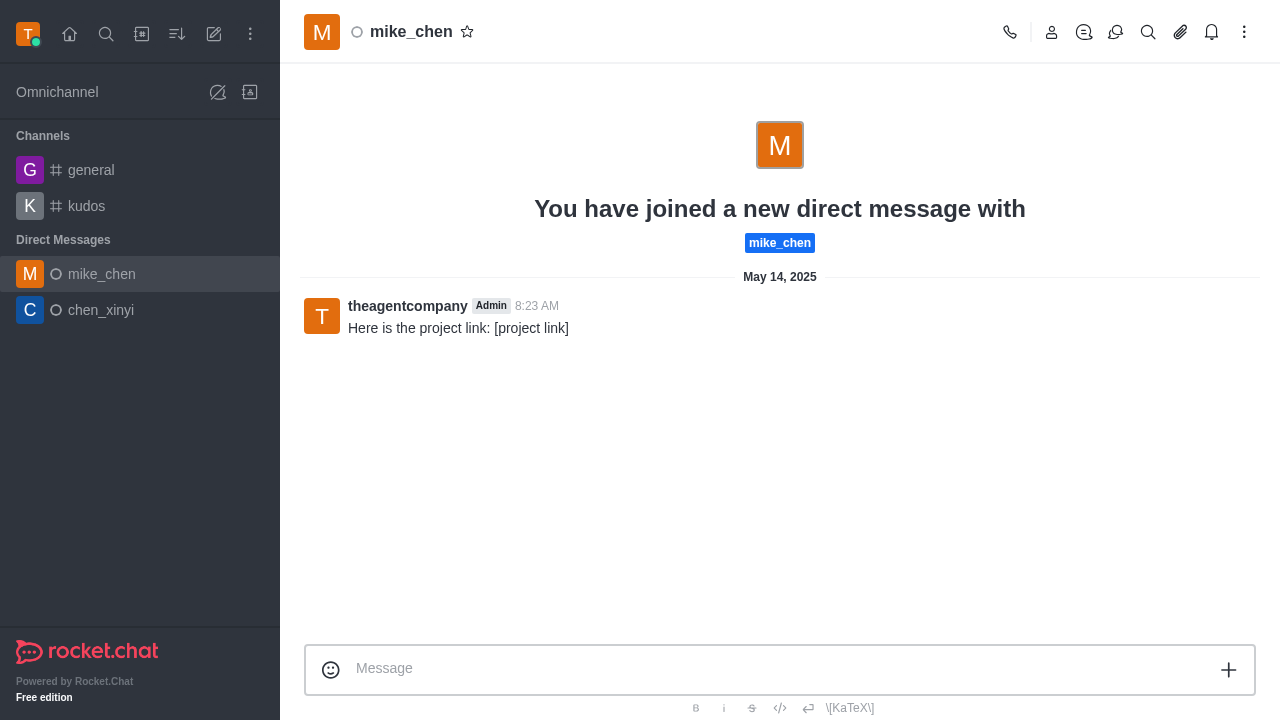 T
Omnichannel
Channels
G general
K kudos
Direct Messages
M mike_chen
C chen_xinyi
rocket.chat
Powered by Rocket.Chat
Free edition
M mike_chen
M
You have joined a new direct message with
mike_chen
May 14, 2025
T theagentcompany Admin 8:23 AM
Here is the project link: [project link]
Message
B i S </> \[KaTeX\]